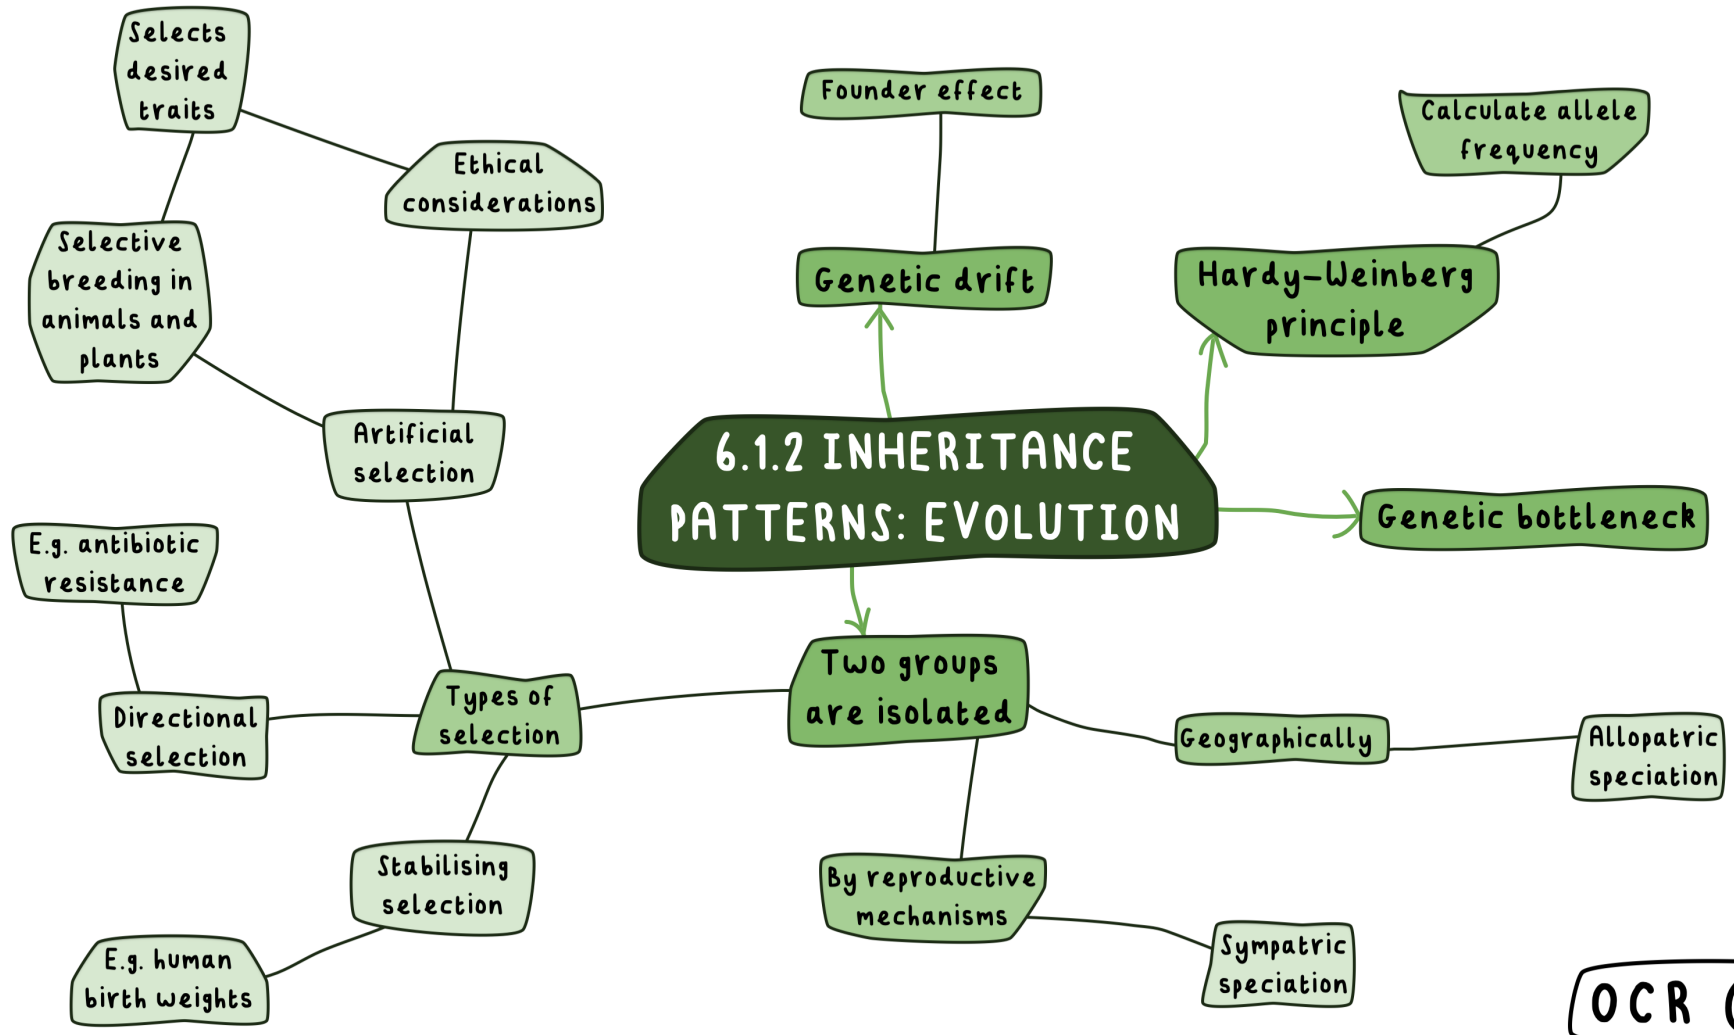 Selects
desired
traits
Ethical
considerations
Selective
breeding in
animals and
plants
Artificial
selection
Founder effect
Genetic drift
Calculate allele
frequency
Hardy-Weinberg
principle
6.1.2 INHERITANCE
PATTERNS: EVOLUTION
Genetic bottleneck
E.g. antibiotic
resistance
Directional
selection
Types of
selection
Two groups
are isolated
Geographically
Allopatric
speciation
Stabilising
selection
E.g. human
birth weights
By reproductive
mechanisms
Sympatric
speciation
OCR